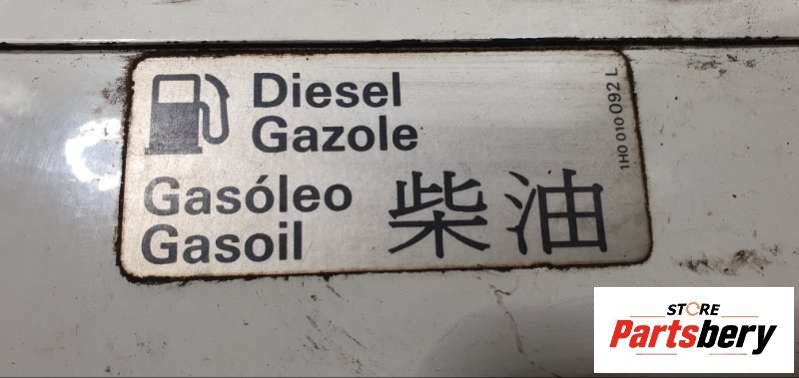 Diesel
Gazole
Gasóleo
Gasoil
柴油
1H0 010 092 L
STORE
Partsbery